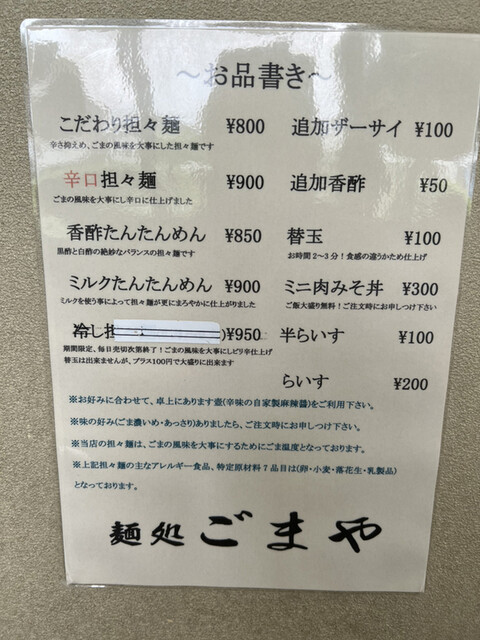 ～お品書き～
こだわり担々麺 ¥800
辛さ抑えめ、ごまの風味を大事にした担々麺です
辛口担々麺 ¥900
ごまの風味を大事にし辛口に仕上げました
香酢たんたんめん ¥850
黒酢と白酢の絶妙なバランスの担々麺です
ミルクたんたんめん ¥900
ミルクを使う事によって担々麺が更にまろやかに仕上がりました
冷し担 )¥950
期間限定、毎日売切次第終了！ごまの風味を大事にしピリ辛仕上げ
替玉は出来ませんが、プラス100円で大盛りに出来ます
追加ザーサイ ¥100
追加香酢 ¥50
替玉 ¥100
お時間2～3分！食感の違うかため仕上げ
ミニ肉みそ丼 ¥300
ご飯大盛り無料！ご注文時にお申しつけ下さい
半らいす ¥100
らいす ¥200
※お好みに合わせて、卓上にあります壺(辛味の自家製麻辣醤)をご利用下さい。
※味の好み(ごま濃いめ・あっさり)ありましたら、ご注文時にお申しつけ下さい。
※当店の担々麺は、ごまの風味を大事にするためにごま温度となっております。
※上記担々麺の主なアレルギー食品、特定原材料7品目は(卵・小麦・落花生・乳製品)
となっております。
麺処 ごまや